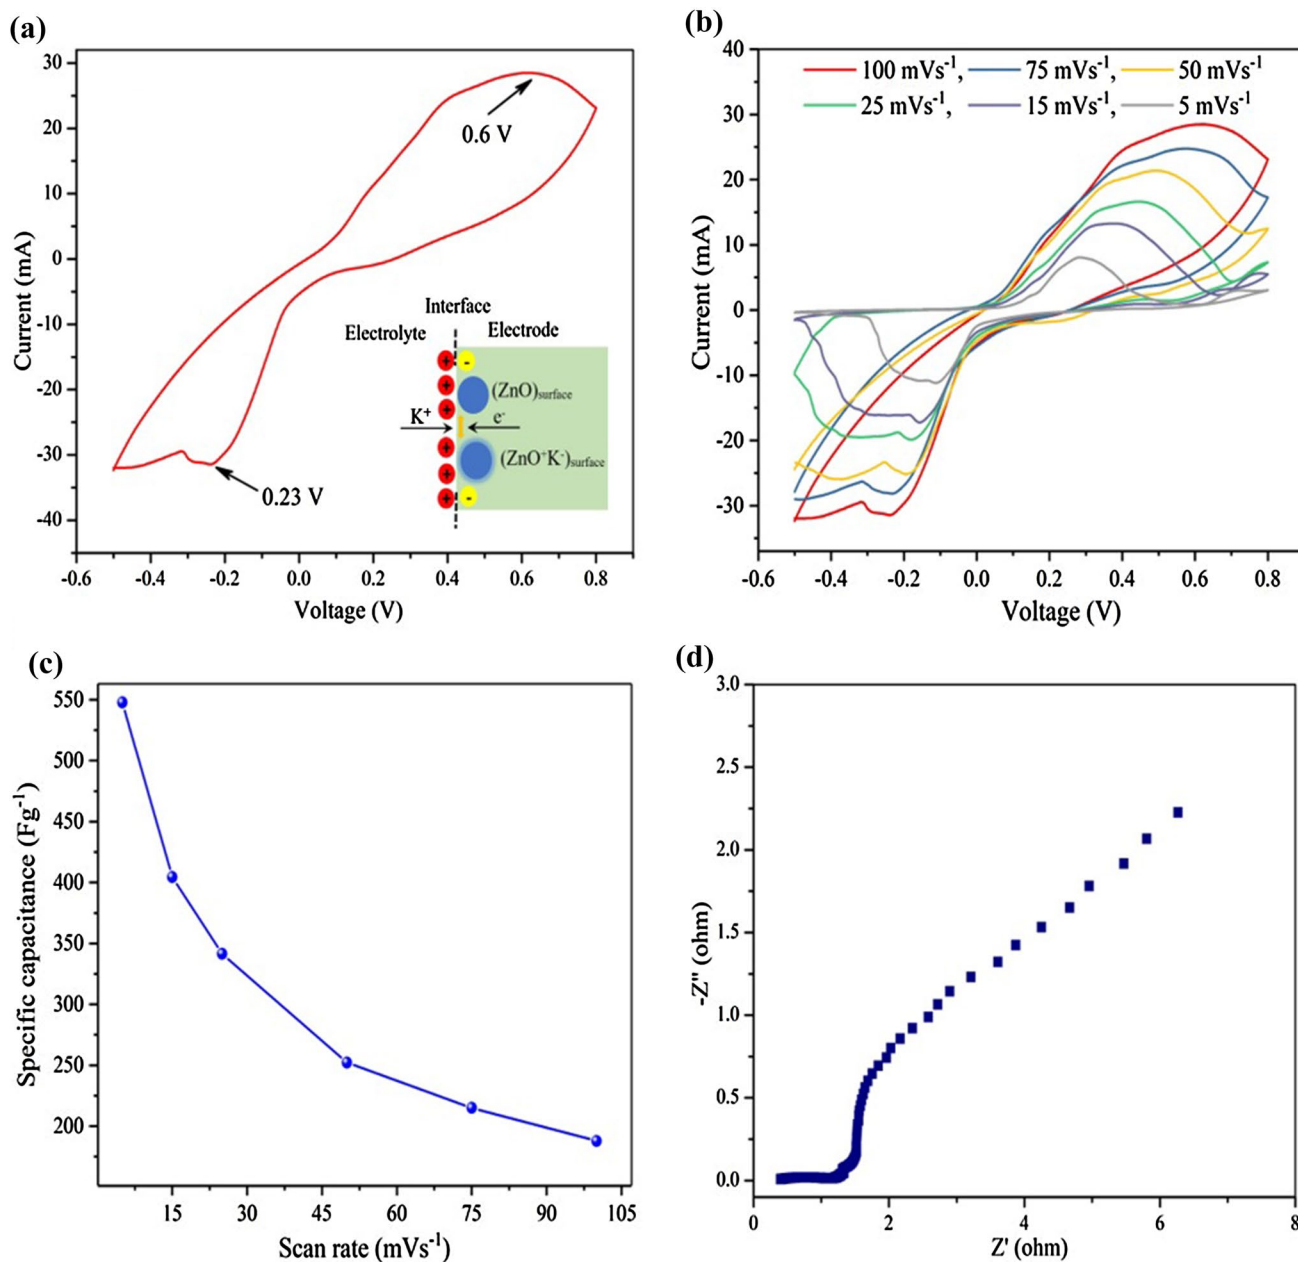 (a)
30
20
10
0
-10
-20
-30
-40
Current (mA)
0.6 V
0.23 V
Interface
Electrolyte
Electrode
+
+
+
+
+
+
-
-
(ZnO)surface
K+
e-
(ZnO+K-)surface
-0.6 -0.4 -0.2 0.0 0.2 0.4 0.6 0.8
Voltage (V)
(b)
40
30
20
10
0
-10
-20
-30
Current (mA)
100 mVs-1, 75 mVs-1, 50 mVs-1
25 mVs-1, 15 mVs-1, 5 mVs-1
-0.6 -0.4 -0.2 0.0 0.2 0.4 0.6 0.8
Voltage (V)
(c)
550
500
450
400
350
300
250
200
Specific capacitance (Fg-1)
15 30 45 60 75 90 105
Scan rate (mVs-1)
(d)
3.0
2.5
2.0
1.5
1.0
0.5
0.0
-Z'' (ohm)
0 2 4 6 8
Z' (ohm)